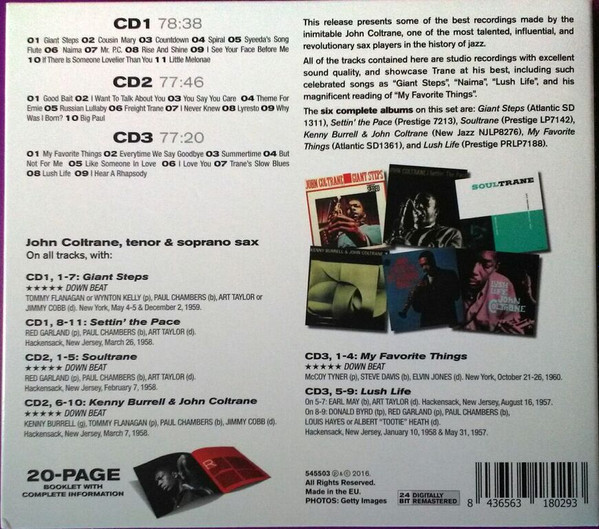 CD1 78:38
01 Giant Steps 02 Cousin Mary 03 Countdown 04 Spiral 05 Syeeda's Song
Flute 06 Naima 07 Mr. P.C. 08 Rise And Shine 09 I See Your Face Before Me
10 If There Is Someone Lovelier Than You 11 Little Melonae
CD2 77:46
01 Good Bait 02 I Want To Talk About You 03 You Say You Care 04 Theme For
Ernie 05 Russian Lullaby 06 Freight Trane 07 I Never Knew 08 Lyresto 09 Why
Was I Born? 10 Big Paul
CD3 77:20
01 My Favorite Things 02 Everytime We Say Goodbye 03 Summertime 04 But
Not For Me 05 Like Someone In Love 06 I Love You 07 Trane's Slow Blues
08 Lush Life 09 I Hear A Rhapsody
John Coltrane, tenor & soprano sax
On all tracks, with:
CD1, 1-7: Giant Steps
★★★★★ DOWN BEAT
TOMMY FLANAGAN or WYNTON KELLY (p), PAUL CHAMBERS (b), ART TAYLOR or
JIMMY COBB (d). New York, May 4-5 & December 2, 1959.
CD1, 8-11: Settin' the Pace
RED GARLAND (p), PAUL CHAMBERS (b), ART TAYLOR (d).
Hackensack, New Jersey, March 26, 1958.
CD2, 1-5: Soultrane
★★★★★ DOWN BEAT
RED GARLAND (p), PAUL CHAMBERS (b), ART TAYLOR (d).
Hackensack, New Jersey, February 7, 1958.
CD2, 6-10: Kenny Burrell & John Coltrane
★★★★★ DOWN BEAT
KENNY BURRELL (g), TOMMY FLANAGAN (p), PAUL CHAMBERS (b), JIMMY COBB (d).
Hackensack, New Jersey, March 7, 1958.
20-PAGE
BOOKLET WITH
COMPLETE INFORMATION
This release presents some of the best recordings made by the
inimitable John Coltrane, one of the most talented, influential, and
revolutionary sax players in the history of jazz.
All of the tracks contained here are studio recordings with excellent
sound quality, and showcase Trane at his best, including such
celebrated songs as "Giant Steps", "Naima", "Lush Life", and his
magnificent reading of "My Favorite Things".
The six complete albums on this set are: Giant Steps (Atlantic SD
1311), Settin' the Pace (Prestige 7213), Soultrane (Prestige LP7142),
Kenny Burrell & John Coltrane (New Jazz NJLP8276), My Favorite
Things (Atlantic SD1361), and Lush Life (Prestige PRLP7188).
JOHN COLTRANE GIANT STEPS
SOULTRANE
KENNY BURRELL & JOHN COLTRANE
LUSH LIFE JOHN COLTRANE
CD3, 1-4: My Favorite Things
★★★★★ DOWN BEAT
McCOY TYNER (p), STEVE DAVIS (b), ELVIN JONES (d). New York, October 21-26, 1960.
CD3, 5-9: Lush Life
On 5-7: EARL MAY (b), ART TAYLOR (d). Hackensack, New Jersey, August 16, 1957.
On 8-9: DONALD BYRD (tp), RED GARLAND (p), PAUL CHAMBERS (b),
LOUIS HAYES or ALBERT "TOOTIE" HEATH (d).
Hackensack, New Jersey, January 10, 1958 & May 31, 1957.
545503 ℗&© 2016.
All Rights Reserved.
Made in the EU.
PHOTOS: Getty Images
24 DIGITALLY
BIT REMASTERED
8 436563 180293